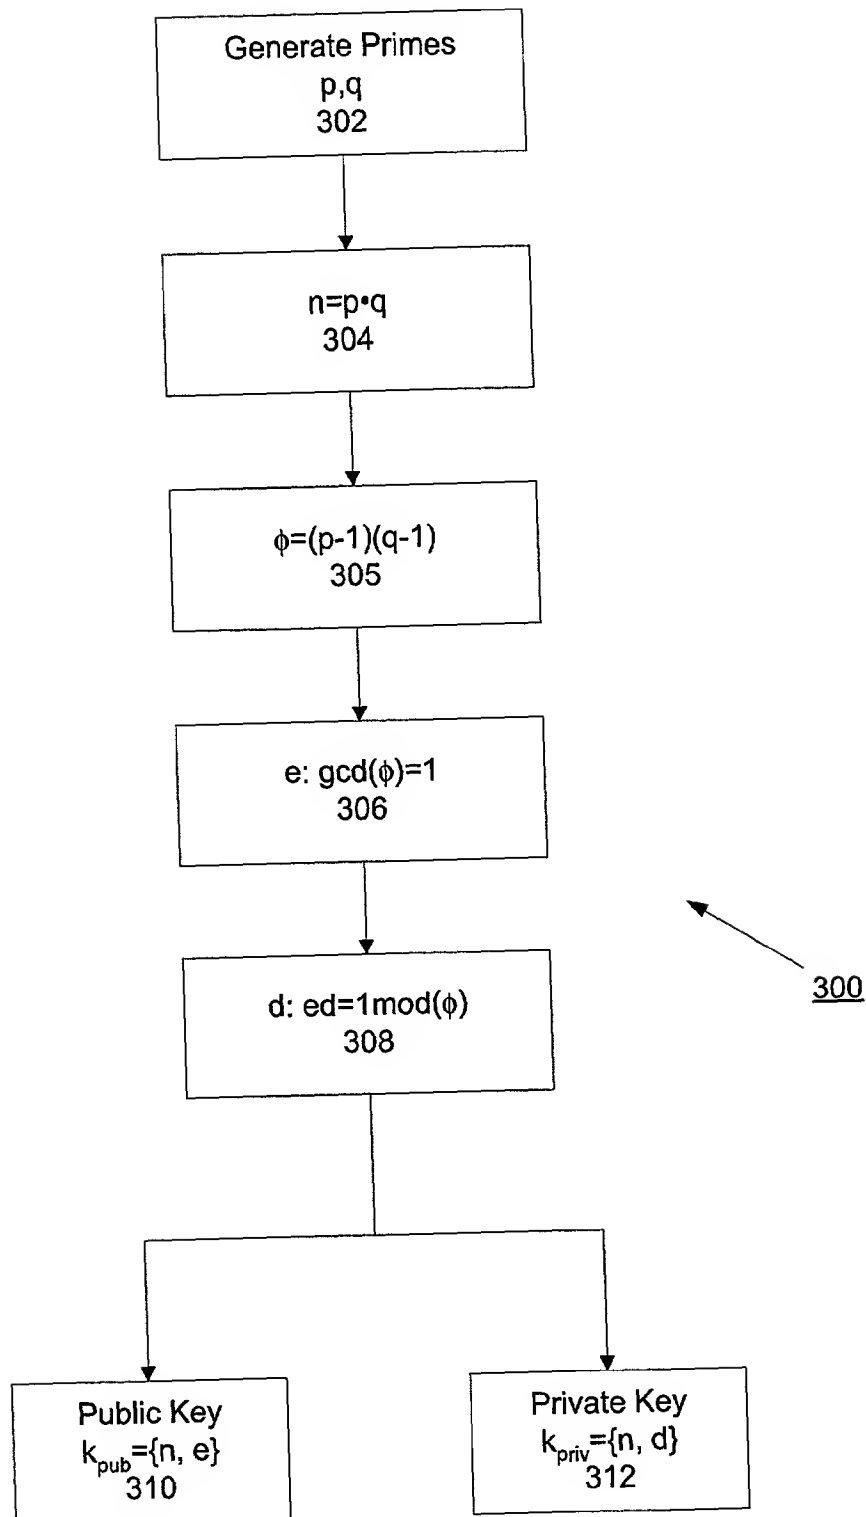 Generate Primes
p,q
302
n=p•q
304
ϕ=(p-1)(q-1)
305
e: gcd(ϕ)=1
306
d: ed=1mod(ϕ)
308
300
Public Key
k_pub={n, e}
310
Private Key
k_priv={n, d}
312